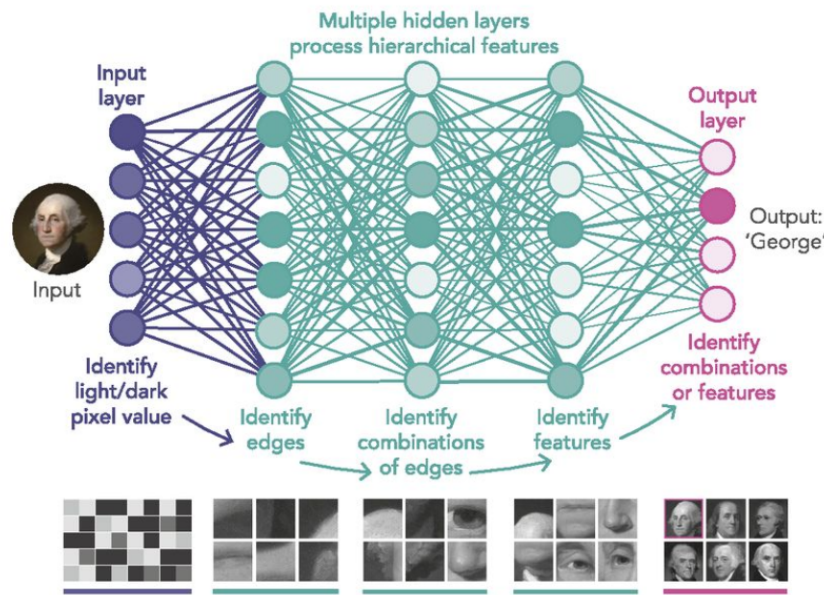 Multiple hidden layers
process hierarchical features
Input
layer
Output
layer
Input
Output:
‘George’
Identify
light/dark
pixel value
Identify
edges
Identify
combinations
of edges
Identify
features
Identify
combinations
or features